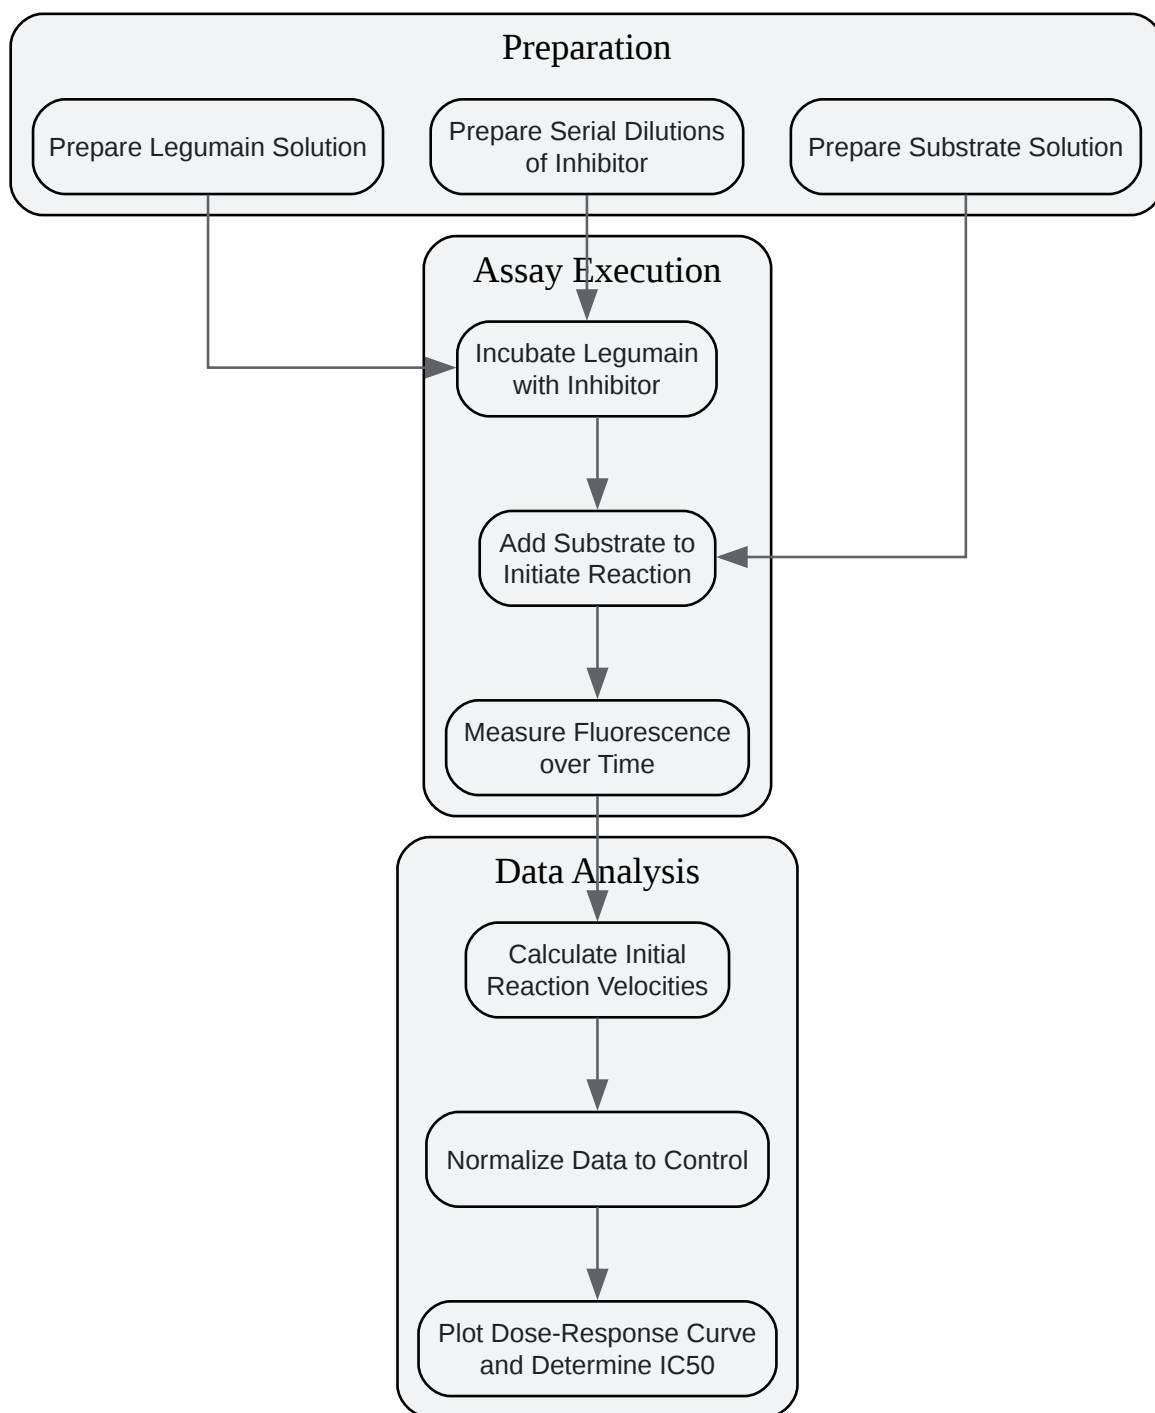 Preparation
Prepare Legumain Solution
Prepare Serial Dilutions
of Inhibitor
Prepare Substrate Solution
Assay Execution
Incubate Legumain
with Inhibitor
Add Substrate to
Initiate Reaction
Measure Fluorescence
over Time
Data Analysis
Calculate Initial
Reaction Velocities
Normalize Data to Control
Plot Dose-Response Curve
and Determine IC50